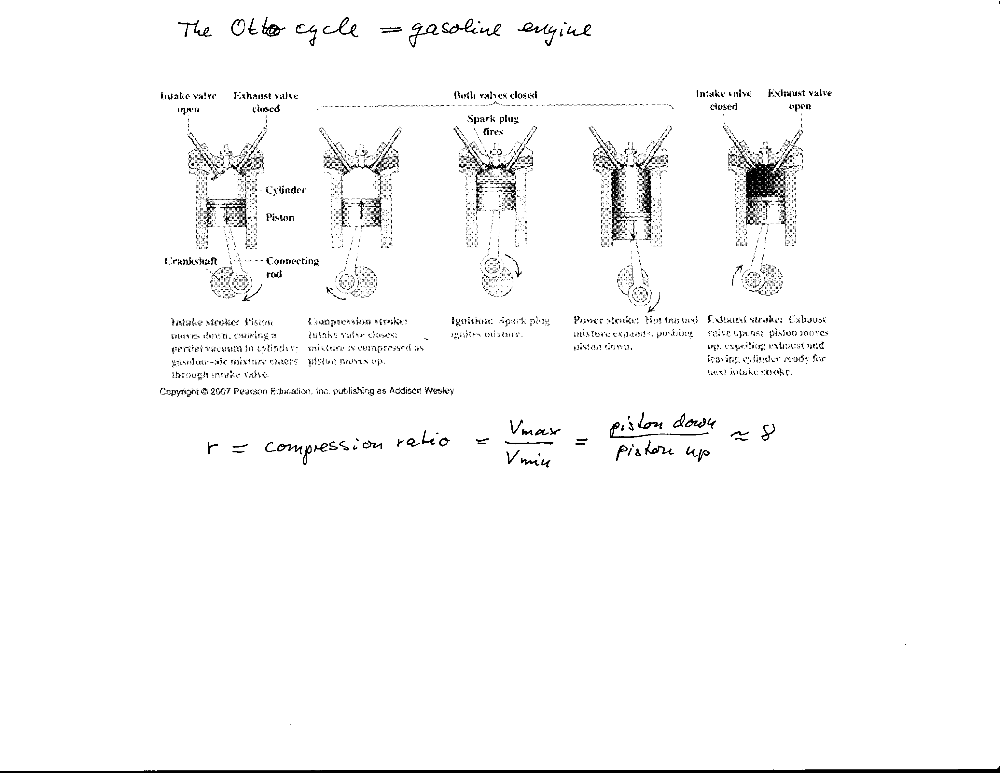 The Otto cycle = gasoline engine
Intake valve open
Exhaust valve closed
Both valves closed
Spark plug fires
Intake valve closed
Exhaust valve open
Cylinder
Piston
Crankshaft
Connecting rod
Intake stroke: Piston
moves down, causing a
partial vacuum in cylinder;
gasoline–air mixture enters
through intake valve.
Compression stroke:
Intake valve closes;
mixture is compressed as
piston moves up.
Ignition: Spark plug
ignites mixture.
Power stroke: Hot burned
mixture expands, pushing
piston down.
Exhaust stroke: Exhaust
valve opens; piston moves
up, expelling exhaust and
leaving cylinder ready for
next intake stroke.
Copyright © 2007 Pearson Education, Inc. publishing as Addison Wesley
r = compression ratio = Vmax / Vmin = piston down / piston up ≈ 8